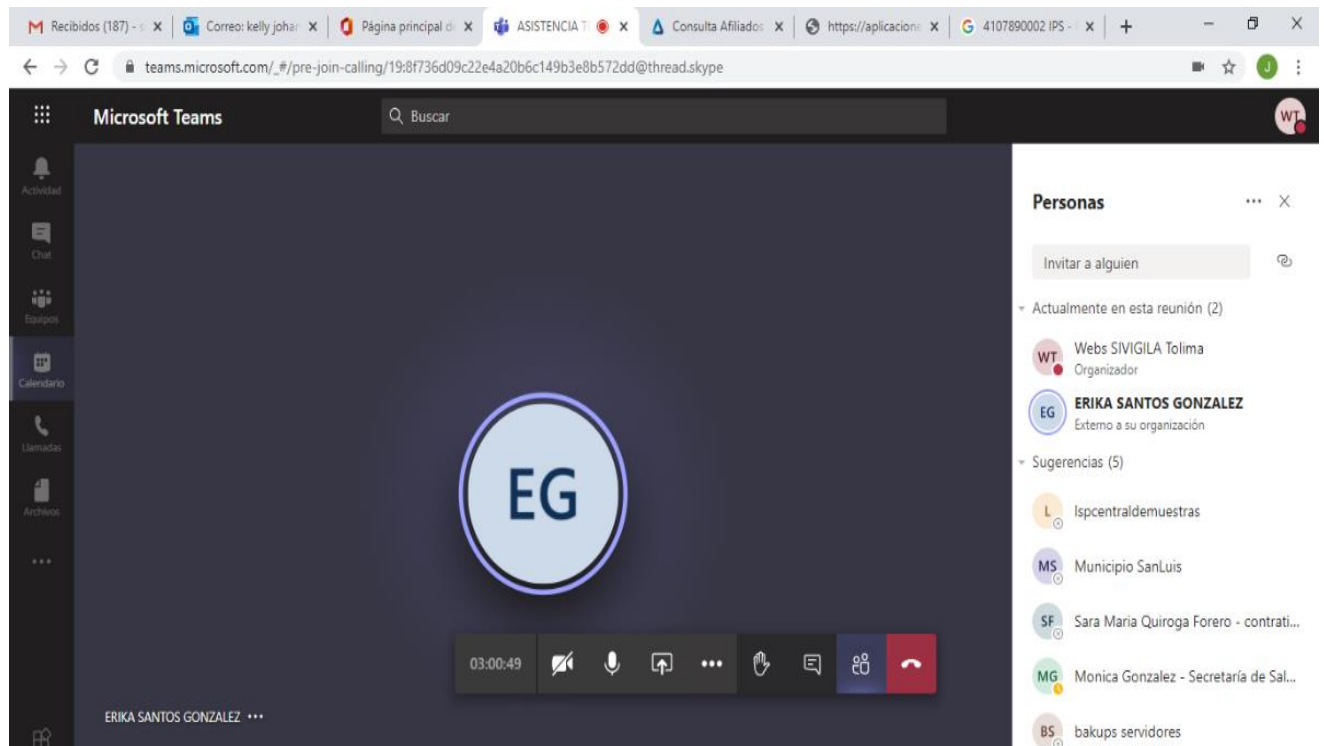 Recibidos (187) - s
Correo: kelly johan
Página principal de
ASISTENCIA T
Consulta Afiliados
https://aplicacione
4107890002 IPS -
teams.microsoft.com/_#/pre-join-calling/19:8f736d09c22e4a20b6c149b3e8b572dd@thread.skype
J
Microsoft Teams
Buscar
WT
Actividad
Chat
Equipos
Calendario
Llamadas
Archivos
EG
03:00:49
ERIKA SANTOS GONZALEZ
Personas
Invitar a alguien
Actualmente en esta reunión (2)
WT
Webs SIVIGILA Tolima
Organizador
EG
ERIKA SANTOS GONZALEZ
Externo a su organización
Sugerencias (5)
L
lspcentraldemuestras
MS
Municipio SanLuis
SF
Sara Maria Quiroga Forero - contrati...
MG
Monica Gonzalez - Secretaría de Sal...
BS
bakups servidores